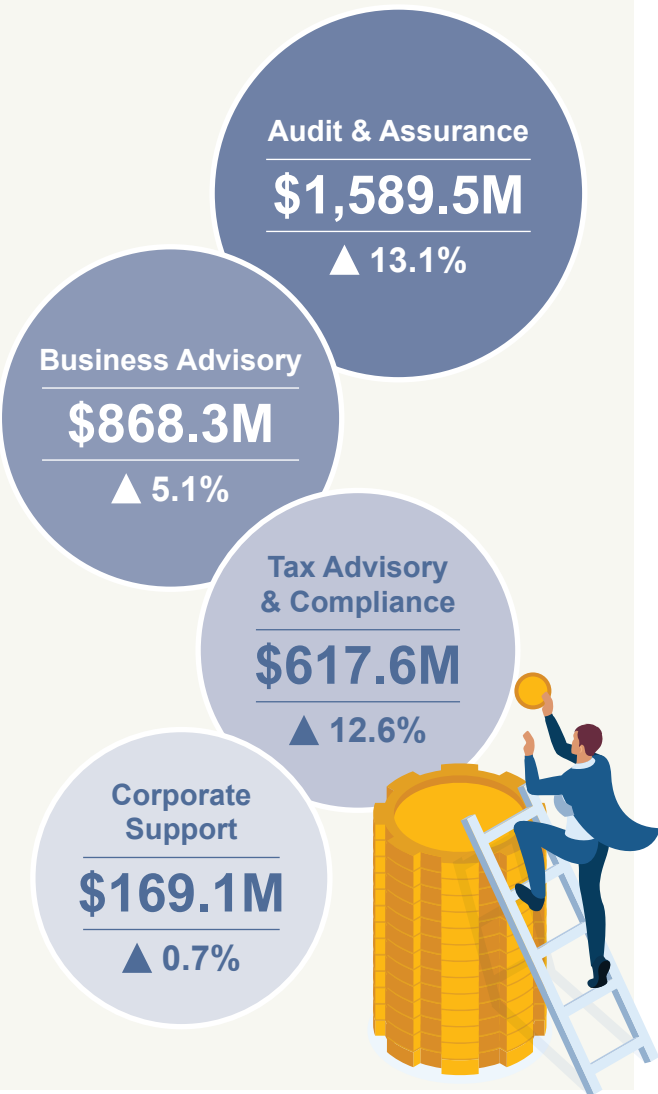 Audit & Assurance
$1,589.5M
▲ 13.1%
Business Advisory
$868.3M
▲ 5.1%
Tax Advisory
& Compliance
$617.6M
▲ 12.6%
Corporate
Support
$169.1M
▲ 0.7%